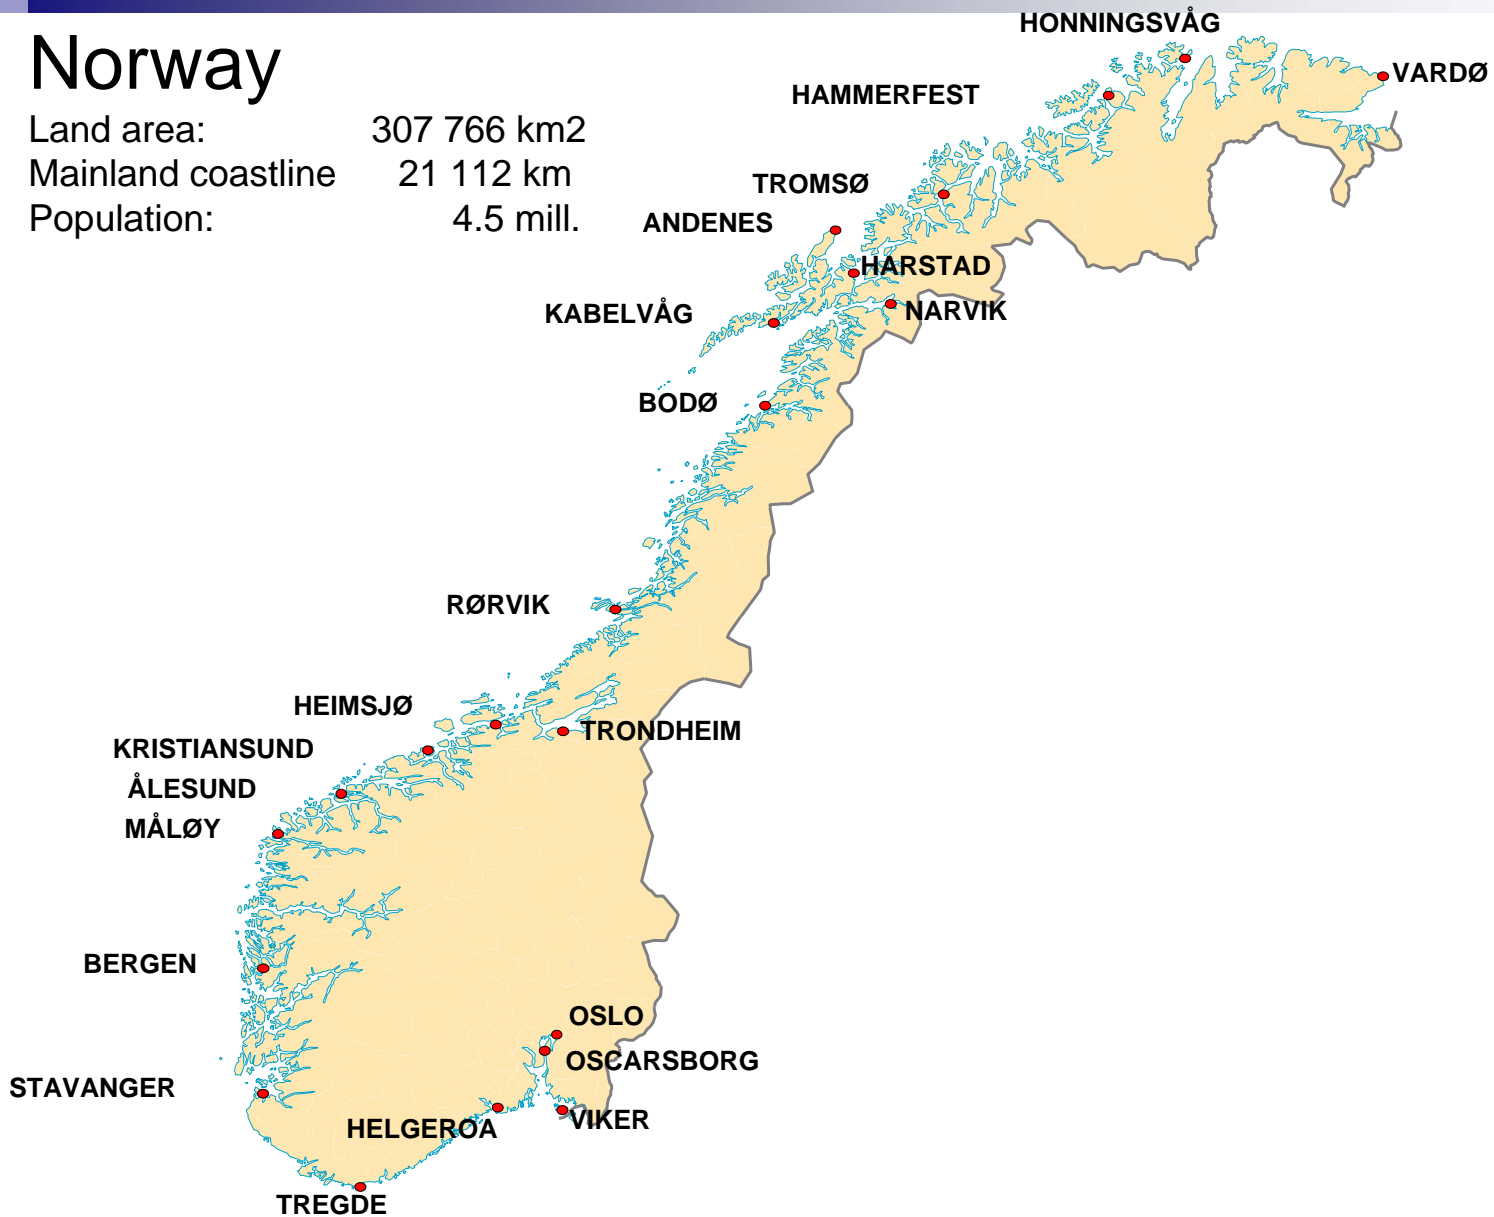 Norway
Land area: 307 766 km2
Mainland coastline 21 112 km
Population: 4.5 mill.
HONNINGSVÅG
VARDØ
HAMMERFEST
TROMSØ
ANDENES
HARSTAD
KABELVÅG
NARVIK
BODØ
RØRVIK
HEIMSJØ
TRONDHEIM
KRISTIANSUND
ÅLESUND
MÅLØY
BERGEN
OSLO
OSCARSBORG
STAVANGER
VIKER
HELGEROA
TREGDE